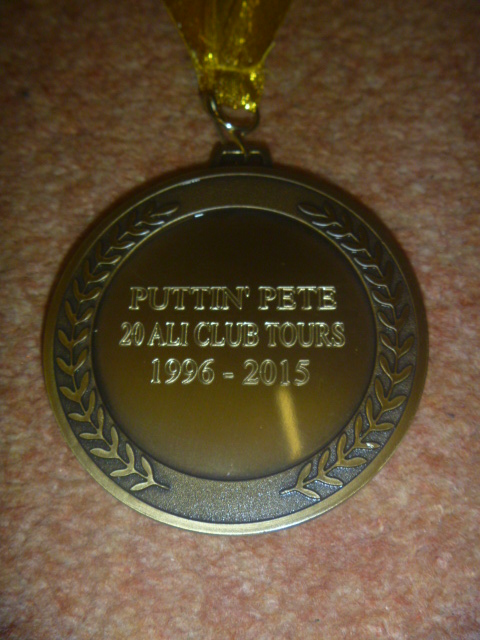 PUTTIN' PETE
20 ALI CLUB TOURS
1996 - 2015